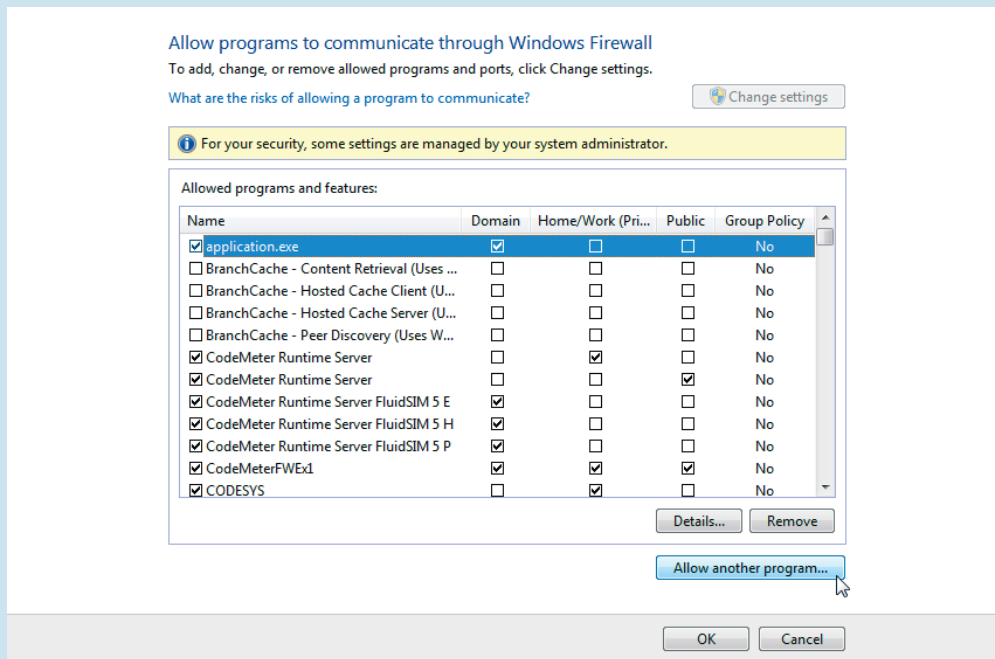 Allow programs to communicate through Windows Firewall
To add, change, or remove allowed programs and ports, click Change settings.
What are the risks of allowing a program to communicate?
Change settings
For your security, some settings are managed by your system administrator.
Allowed programs and features:
Name Domain Home/Work (Pri... Public Group Policy
application.exe No
BranchCache - Content Retrieval (Uses ... No
BranchCache - Hosted Cache Client (U... No
BranchCache - Hosted Cache Server (U... No
BranchCache - Peer Discovery (Uses W... No
CodeMeter Runtime Server No
CodeMeter Runtime Server No
CodeMeter Runtime Server FluidSIM 5 E No
CodeMeter Runtime Server FluidSIM 5 H No
CodeMeter Runtime Server FluidSIM 5 P No
CodeMeterFWEx1 No
CODESYS No
Details... Remove
Allow another program...
OK Cancel